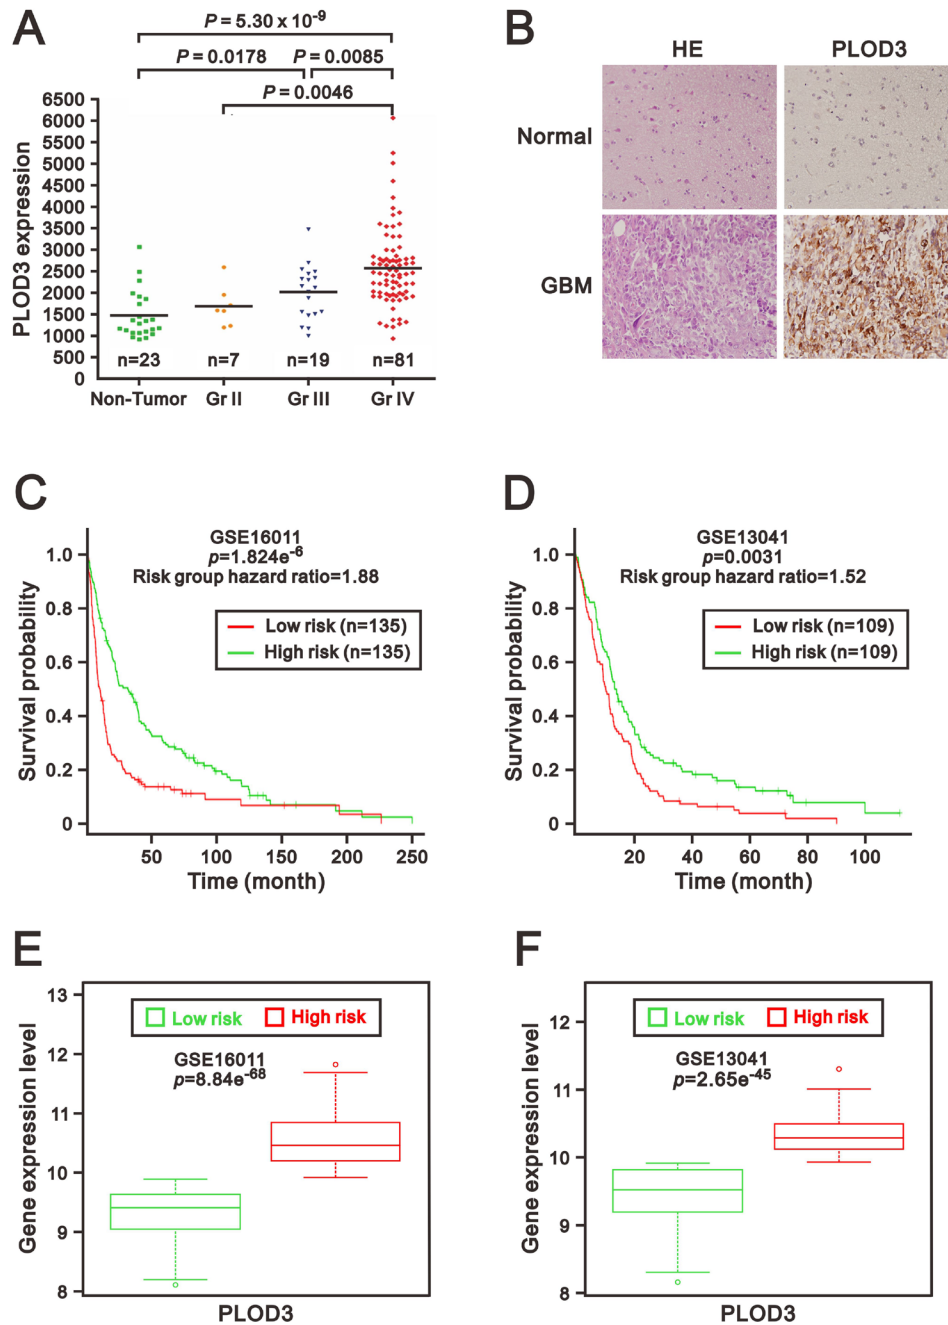 A
P = 5.30 x 10-9
P = 0.0178
P = 0.0085
P = 0.0046
PLOD3 expression
6500
6000
5500
5000
4500
4000
3500
3000
2500
2000
1500
1000
500
0
n=23
n=7
n=19
n=81
Non-Tumor
Gr II
Gr III
Gr IV
B
HE
PLOD3
Normal
GBM
C
GSE16011
p=1.824e-6
Risk group hazard ratio=1.88
Low risk (n=135)
High risk (n=135)
Survival probability
1.0
0.8
0.6
0.4
0.2
0
50
100
150
200
250
Time (month)
D
GSE13041
p=0.0031
Risk group hazard ratio=1.52
Low risk (n=109)
High risk (n=109)
Survival probability
1.0
0.8
0.6
0.4
0.2
0
20
40
60
80
100
Time (month)
E
Low risk
High risk
GSE16011
p=8.84e-68
Gene expression level
13
12
11
10
9
8
PLOD3
F
Low risk
High risk
GSE13041
p=2.65e-45
Gene expression level
12
11
10
9
8
PLOD3